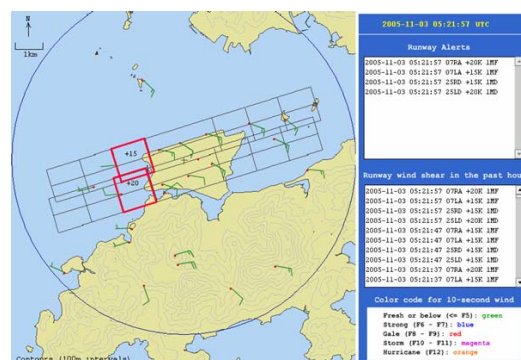 N
1km
+15
+20
Contours (100m intervals)
2005-11-03 05:21:57 UTC
Runway Alerts
2005-11-03 05:21:57 07RA +20K 1MF
2005-11-03 05:21:57 07LA +15K 1MF
2005-11-03 05:21:57 25RD +15K 1MD
2005-11-03 05:21:57 25LD +20K 1MD
Runway wind shear in the past hou
2005-11-03 05:21:57 07RA +20K 1MF
2005-11-03 05:21:57 07LA +15K 1MF
2005-11-03 05:21:57 25RD +15K 1MD
2005-11-03 05:21:57 25LD +20K 1MD
2005-11-03 05:21:47 07RA +20K 1MF
2005-11-03 05:21:47 07LA +15K 1MF
2005-11-03 05:21:47 25RD +15K 1MD
2005-11-03 05:21:47 25LD +20K 1MD
2005-11-03 05:21:37 07RA +20K 1MF
2005-11-03 05:21:37 07LA +15K 1MF
Color code for 10-second wind
Fresh or below (<= F5): green
Strong (F6 - F7): blue
Gale (F8 - F9): red
Storm (F10 - F11): magenta
Hurricane (F12): orange